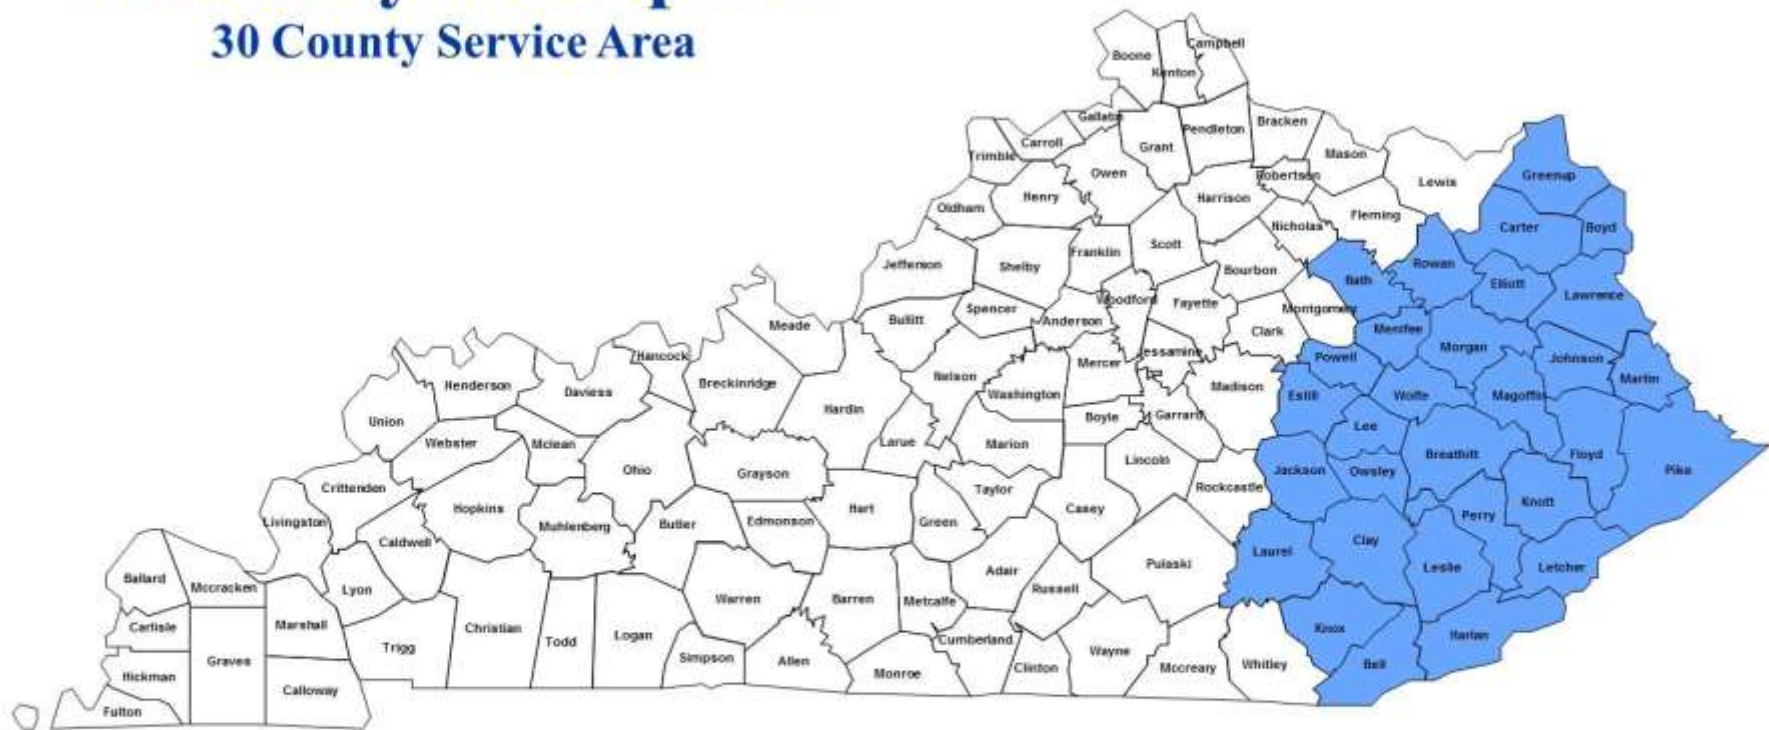 30 County Service Area
Boone
Kenton
Campbell
Gallatin
Carroll
Trimble
Grant
Pendleton
Bracken
Mason
Robertson
Lewis
Greenup
Owen
Henry
Oldham
Harrison
Nicholas
Fleming
Carter
Boyd
Jefferson
Shelby
Franklin
Scott
Bourbon
Bath
Rowan
Elliott
Lawrence
Meade
Bullitt
Spencer
Anderson
Woodford
Fayette
Clark
Montgomery
Menifee
Morgan
Johnson
Martin
Hancock
Breckinridge
Henderson
Daviess
Union
Webster
Mclean
Ohio
Grayson
Hardin
Larue
Nelson
Washington
Mercer
essamine
Madison
Garrard
Boyle
Marion
Lincoln
Powell
Estill
Wolfe
Magoffin
Lee
Jackson
Owsley
Breathitt
Floyd
Pike
Crittenden
Livingston
Hopkins
Caldwell
Muhlenberg
Butler
Edmonson
Hart
Green
Taylor
Casey
Rockcastle
Perry
Knott
Laurel
Clay
Leslie
Letcher
Ballard
Mccracken
Lyon
Carlisle
Marshall
Graves
Hickman
Calloway
Fulton
Trigg
Christian
Todd
Logan
Warren
Simpson
Allen
Barren
Metcalfe
Adair
Russell
Pulaski
Cumberland
Monroe
Clinton
Wayne
Mccreary
Whitley
Knox
Bell
Harlan